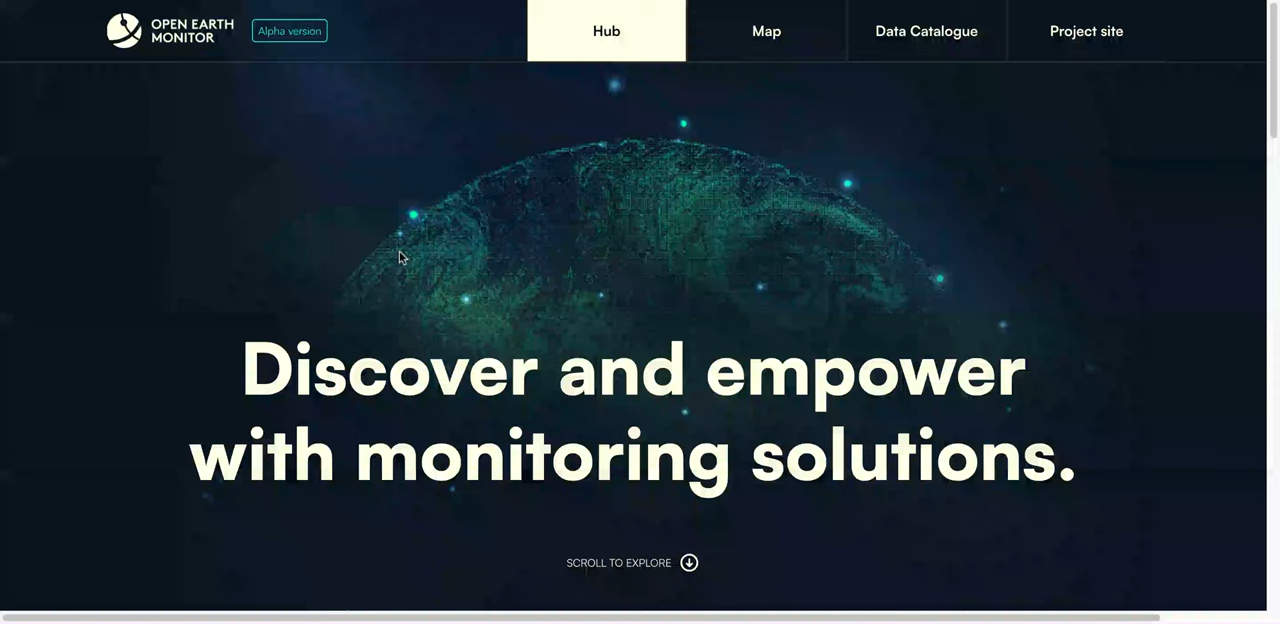 OPEN EARTH
MONITOR
Alpha version
Hub
Map
Data Catalogue
Project site
Discover and empower
with monitoring solutions.
SCROLL TO EXPLORE